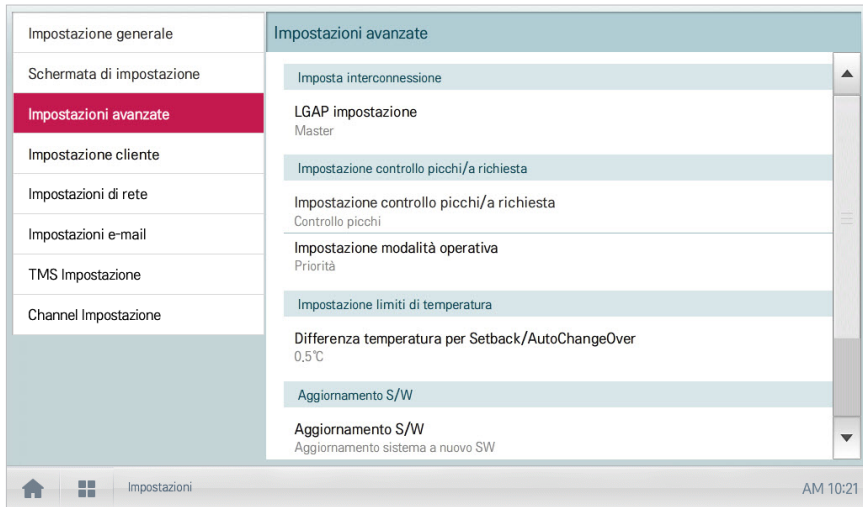 Impostazione generale
Schermata di impostazione
Impostazioni avanzate
Impostazione cliente
Impostazioni di rete
Impostazioni e-mail
TMS Impostazione
Channel Impostazione
Impostazioni avanzate
Imposta interconnessione
LGAP impostazione
Master
Impostazione controllo picchi/a richiesta
Impostazione controllo picchi/a richiesta
Controllo picchi
Impostazione modalità operativa
Priorità
Impostazione limiti di temperatura
Differenza temperatura per Setback/AutoChangeOver
0,5℃
Aggiornamento S/W
Aggiornamento S/W
Aggiornamento sistema a nuovo SW
Impostazioni
AM 10:21